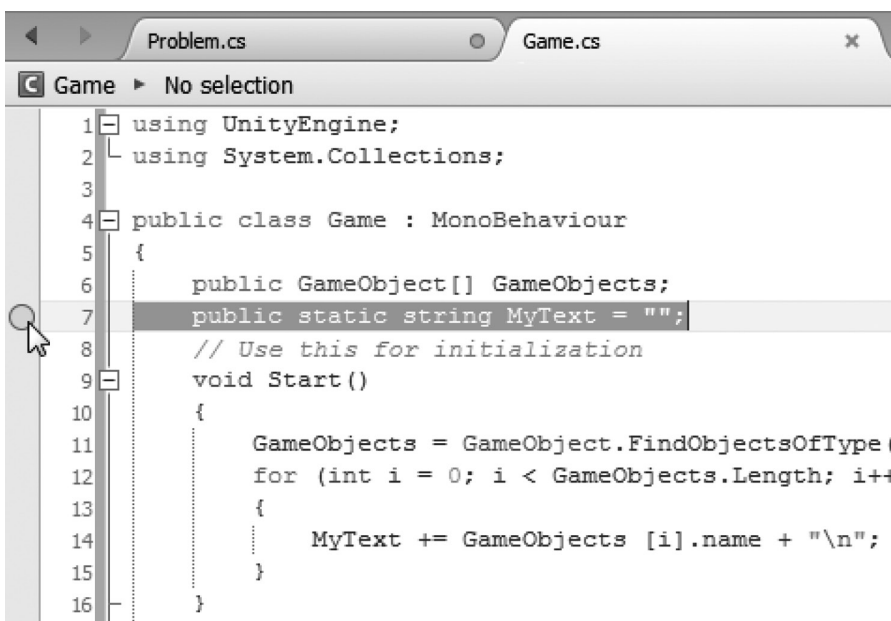 Problem.cs Game.cs
Game ▸ No selection
1 using UnityEngine;
2 using System.Collections;
3
4 public class Game : MonoBehaviour
5 {
6 public GameObject[] GameObjects;
7 public static string MyText = "";
8 // Use this for initialization
9 void Start()
10 {
11 GameObjects = GameObject.FindObjectsOfType(
12 for (int i = 0; i < GameObjects.Length; i++
13 {
14 MyText += GameObjects [i].name + "\n";
15 }
16 }